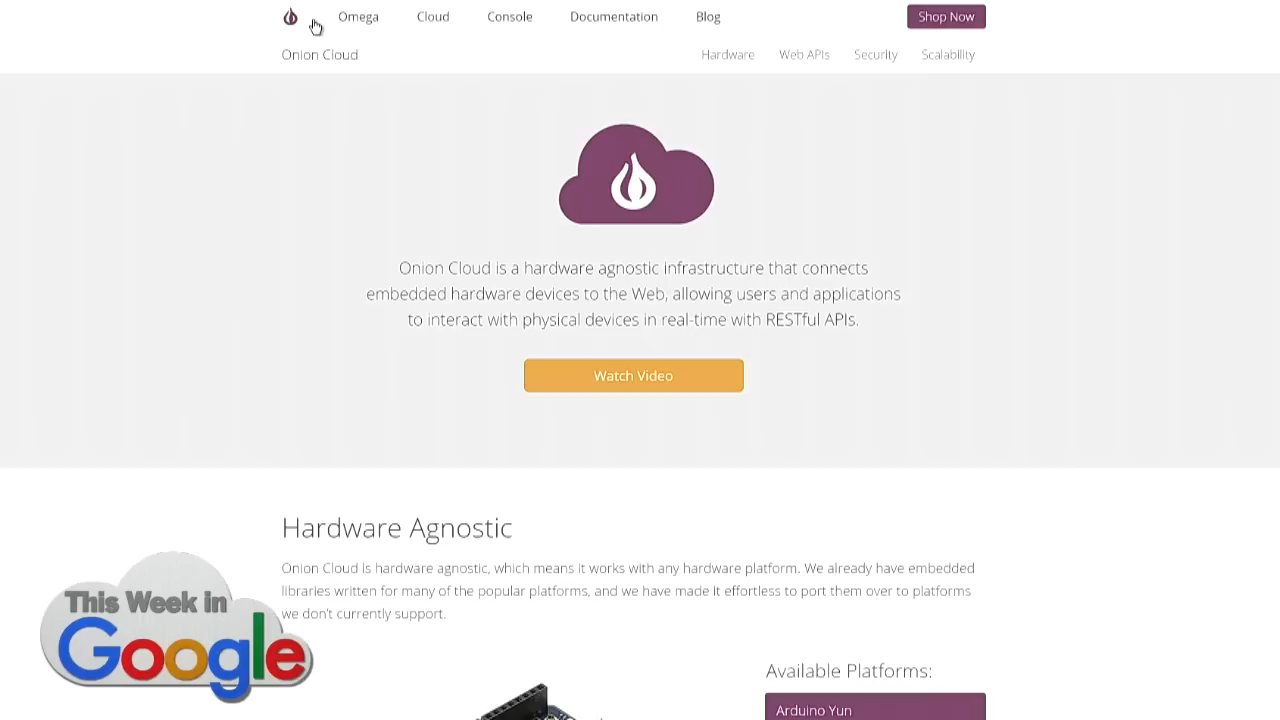 Omega Cloud Console Documentation Blog Shop Now
Onion Cloud Hardware Web APIs Security Scalability
Onion Cloud is a hardware agnostic infrastructure that connects
embedded hardware devices to the Web, allowing users and applications
to interact with physical devices in real-time with RESTful APIs.
Watch Video
Hardware Agnostic
Onion Cloud is hardware agnostic, which means it works with any hardware platform. We already have embedded
libraries written for many of the popular platforms, and we have made it effortless to port them over to platforms
we don't currently support.
This Week in
Google
Available Platforms:
Arduino Yun